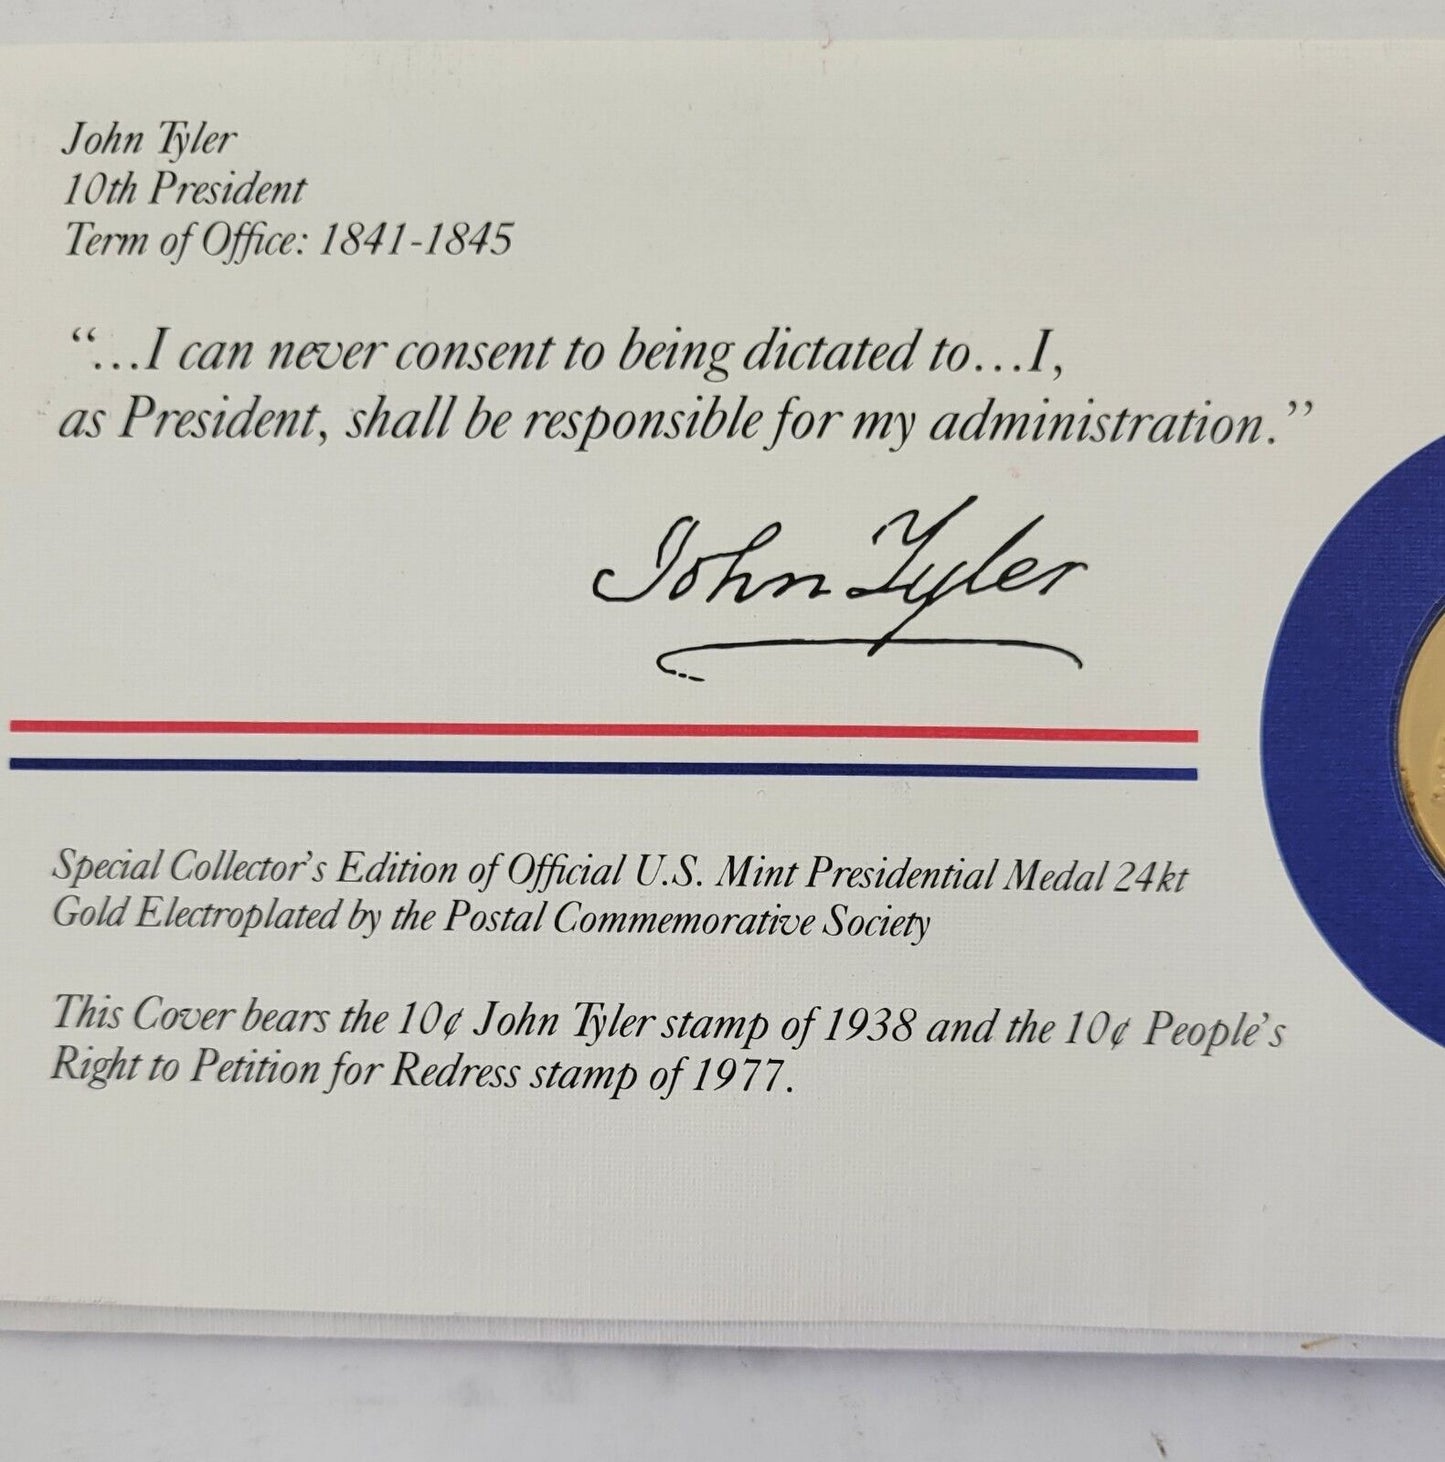 John Tyler
10th President
Term of Office: 1841-1845
“...I can never consent to being dictated to...I,
as President, shall be responsible for my administration.”
John Tyler
Special Collector’s Edition of Official U.S. Mint Presidential Medal 24kt
Gold Electroplated by the Postal Commemorative Society
This Cover bears the 10¢ John Tyler stamp of 1938 and the 10¢ People’s
Right to Petition for Redress stamp of 1977.